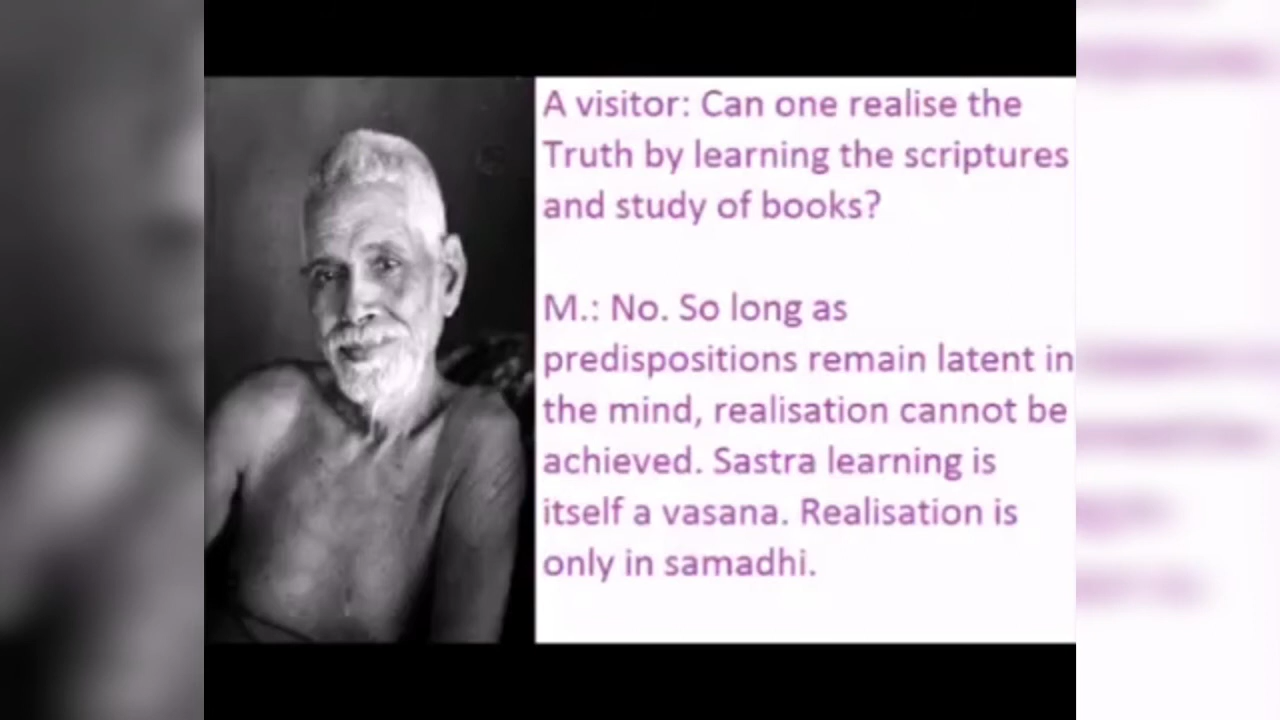 A visitor: Can one realise the
Truth by learning the scriptures
and study of books?
M.: No. So long as
predispositions remain latent in
the mind, realisation cannot be
achieved. Sastra learning is
itself a vasana. Realisation is
only in samadhi.